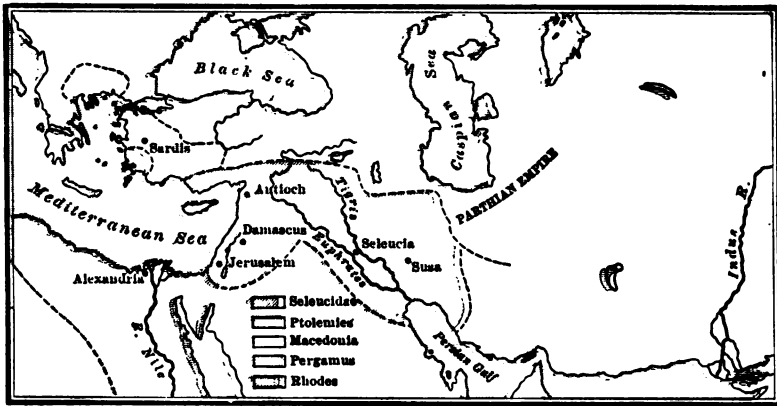 Black Sea
Caspian Sea
Sardis
PARTHIAN EMPIRE
Antioch
Tigris
Mediterranean Sea
Damascus
Seleucia
Euphrates
Susa
Jerusalem
Indus R.
Alexandria
Seleucidae
Ptolemies
Macedonia
Pergamus
Rhodes
R. Nile
Persian Gulf